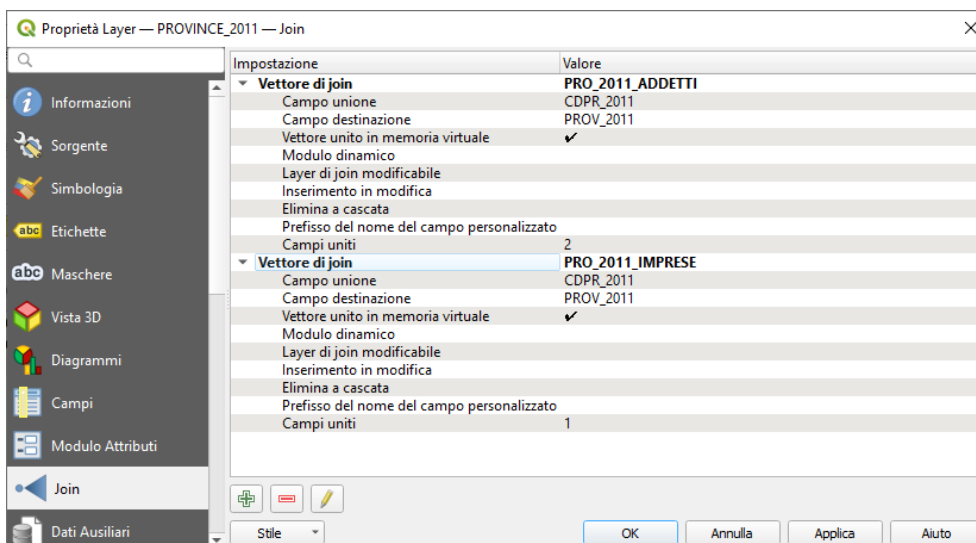 Proprietà Layer — PROVINCE_2011 — Join
Informazioni
Sorgente
Simbologia
abc Etichette
abc Maschere
Vista 3D
Diagrammi
Campi
Modulo Attributi
Join
Dati Ausiliari
Impostazione Valore
Vettore di join PRO_2011_ADDETTI
Campo unione CDPR_2011
Campo destinazione PROV_2011
Vettore unito in memoria virtuale ✔
Modulo dinamico
Layer di join modificabile
Inserimento in modifica
Elimina a cascata
Prefisso del nome del campo personalizzato
Campi uniti 2
Vettore di join PRO_2011_IMPRESE
Campo unione CDPR_2011
Campo destinazione PROV_2011
Vettore unito in memoria virtuale ✔
Modulo dinamico
Layer di join modificabile
Inserimento in modifica
Elimina a cascata
Prefisso del nome del campo personalizzato
Campi uniti 1
Stile OK Annulla Applica Aiuto